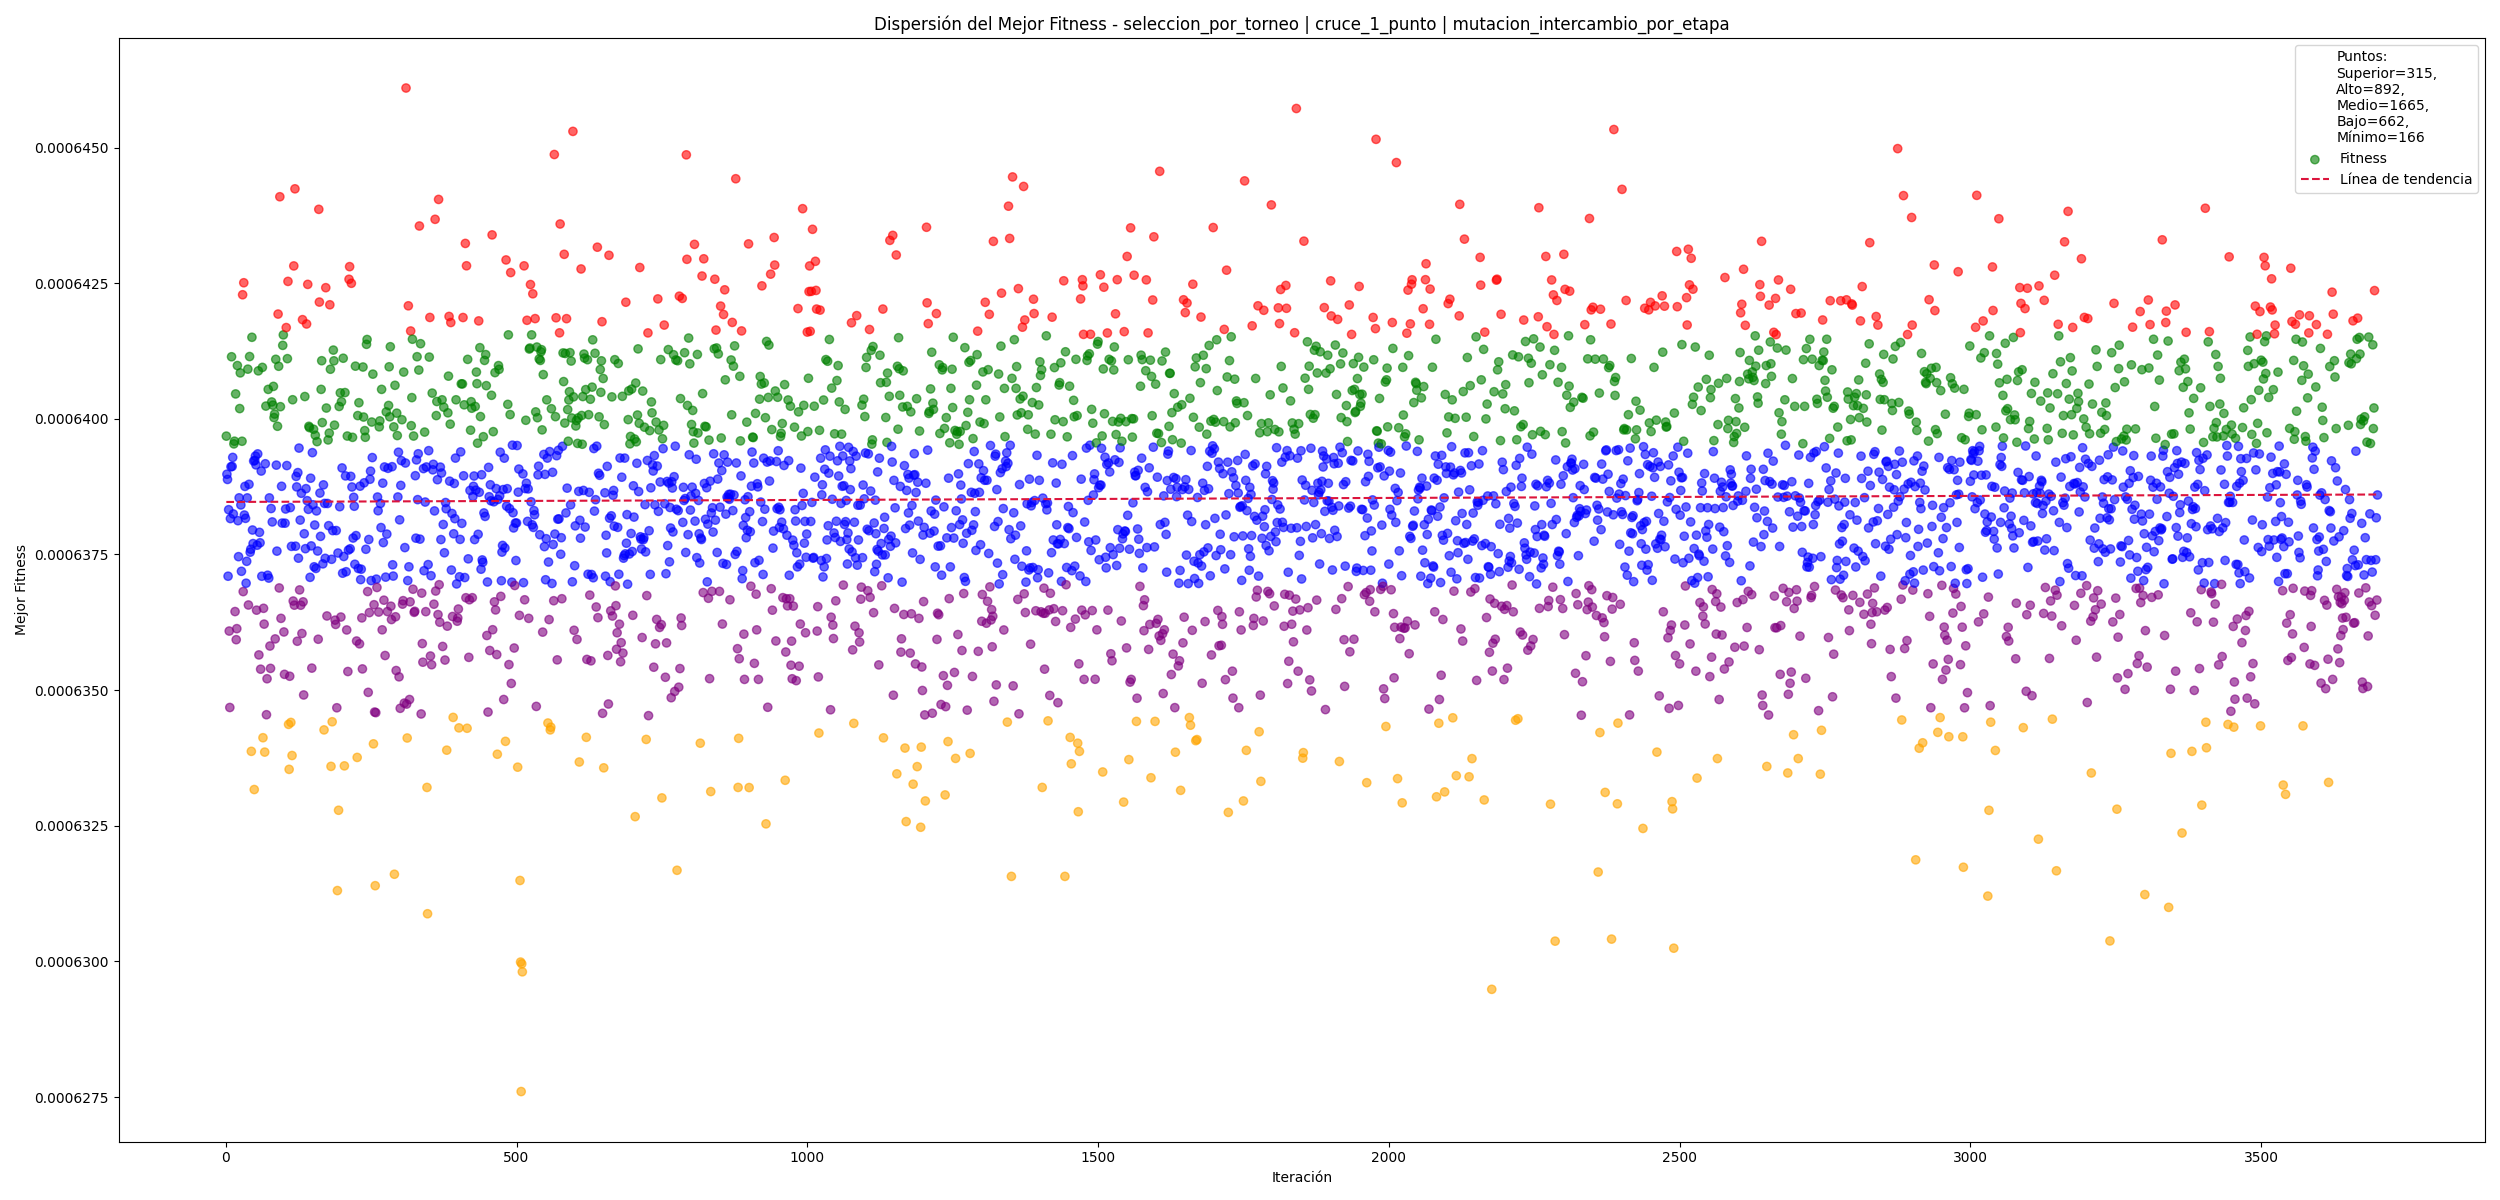 Dispersión del Mejor Fitness - seleccion_por_torneo | cruce_1_punto | mutacion_intercambio_por_etapa
Puntos:
Superior=315,
Alto=892,
Medio=1665,
Bajo=662,
Mínimo=166
Fitness
Línea de tendencia
Mejor Fitness
0.0006450
0.0006425
0.0006400
0.0006375
0.0006350
0.0006325
0.0006300
0.0006275
0 500 1000 1500 2000 2500 3000 3500
Iteración